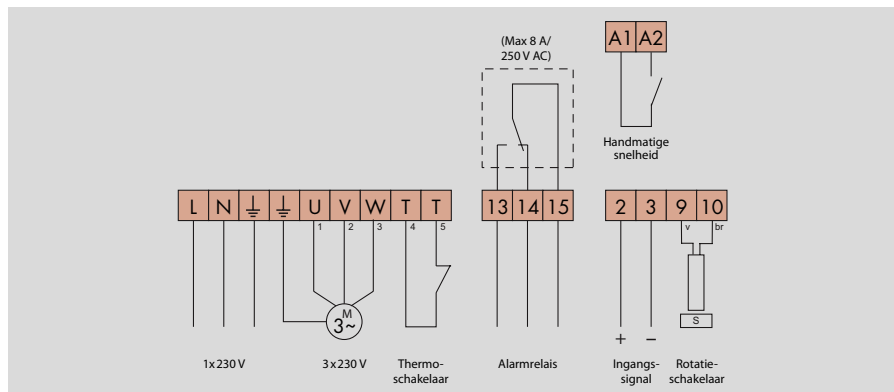 (Max 8 A/
250 V AC)
A1 A2
Handmatige
snelheid
L N U V W T T
1 2 3 4 5
13 14 15
2 3 9 10
v br
M
3~
S
+ –
1x230 V
3x230 V
Thermo-
schakelaar
Alarmrelais
Ingangs-
signal
Rotatie-
schakelaar